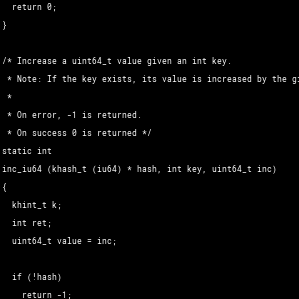 return 0;
}
/* Increase a uint64_t value given an int key.
* Note: If the key exists, its value is increased by the
*
* On error, -1 is returned.
* On success 0 is returned */
static int
inc_iu64 (khash_t (iu64) * hash, int key, uint64_t inc)
{
khint_t k;
int ret;
uint64_t value = inc;
if (!hash)
return -1;